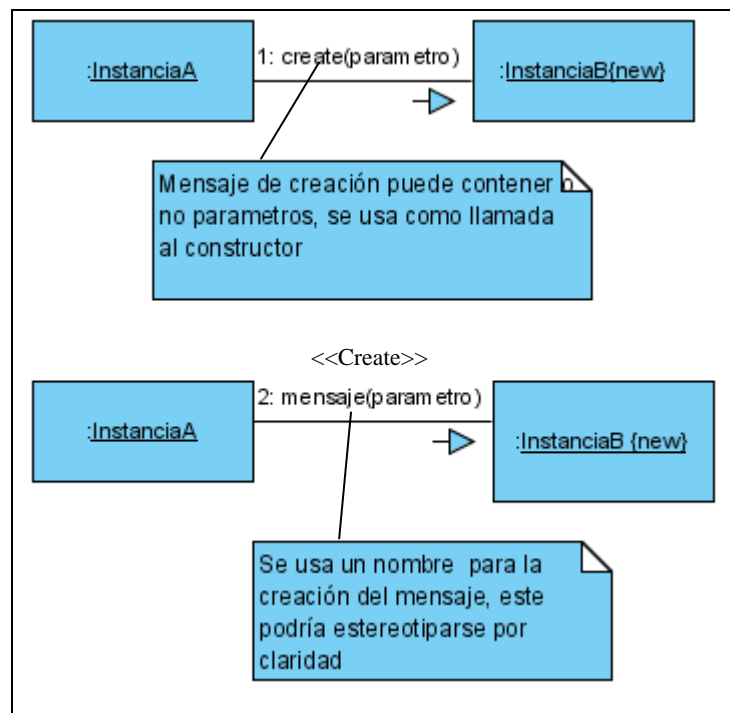 :InstanciaA
1: create(parametro)
:InstanciaB{new}
Mensaje de creación puede contener o
no parametros, se usa como llamada
al constructor
<<Create>>
:InstanciaA
2: mensaje(parametro)
:InstanciaB {new}
Se usa un nombre para la
creación del mensaje, este
podría estereotiparse por
claridad